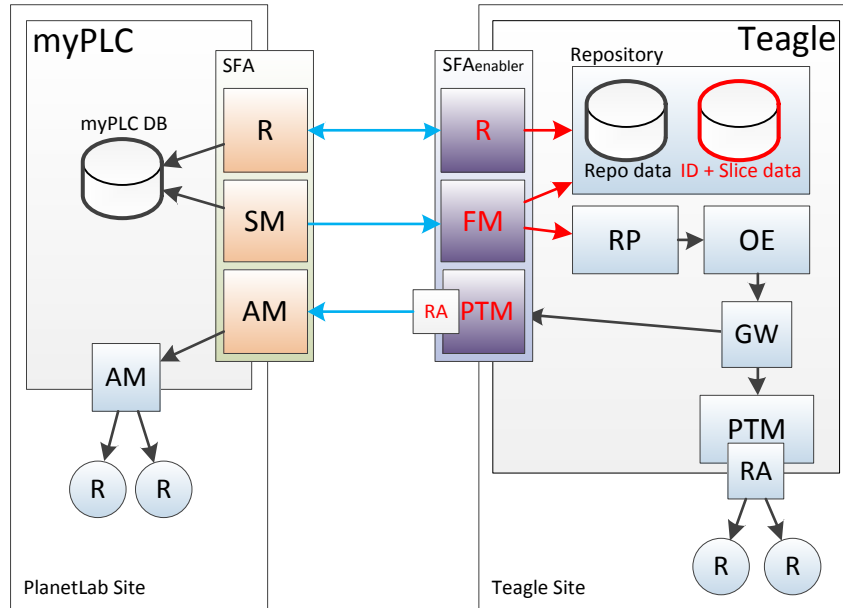 myPLC
Teagle
SFA
SFAenabler
Repository
myPLC DB
R
R
Repo data
ID + Slice data
SM
FM
RP
OE
AM
RA
PTM
GW
AM
PTM
RA
R
R
R
R
PlanetLab Site
Teagle Site